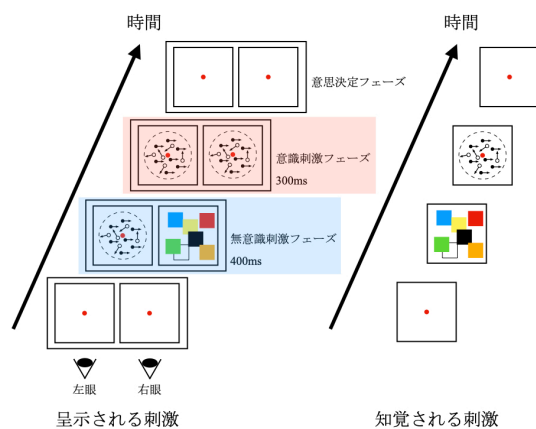 時間
時間
意思決定フェーズ
意識刺激フェーズ
300ms
無意識刺激フェーズ
400ms
左眼
右眼
呈示される刺激
知覚される刺激